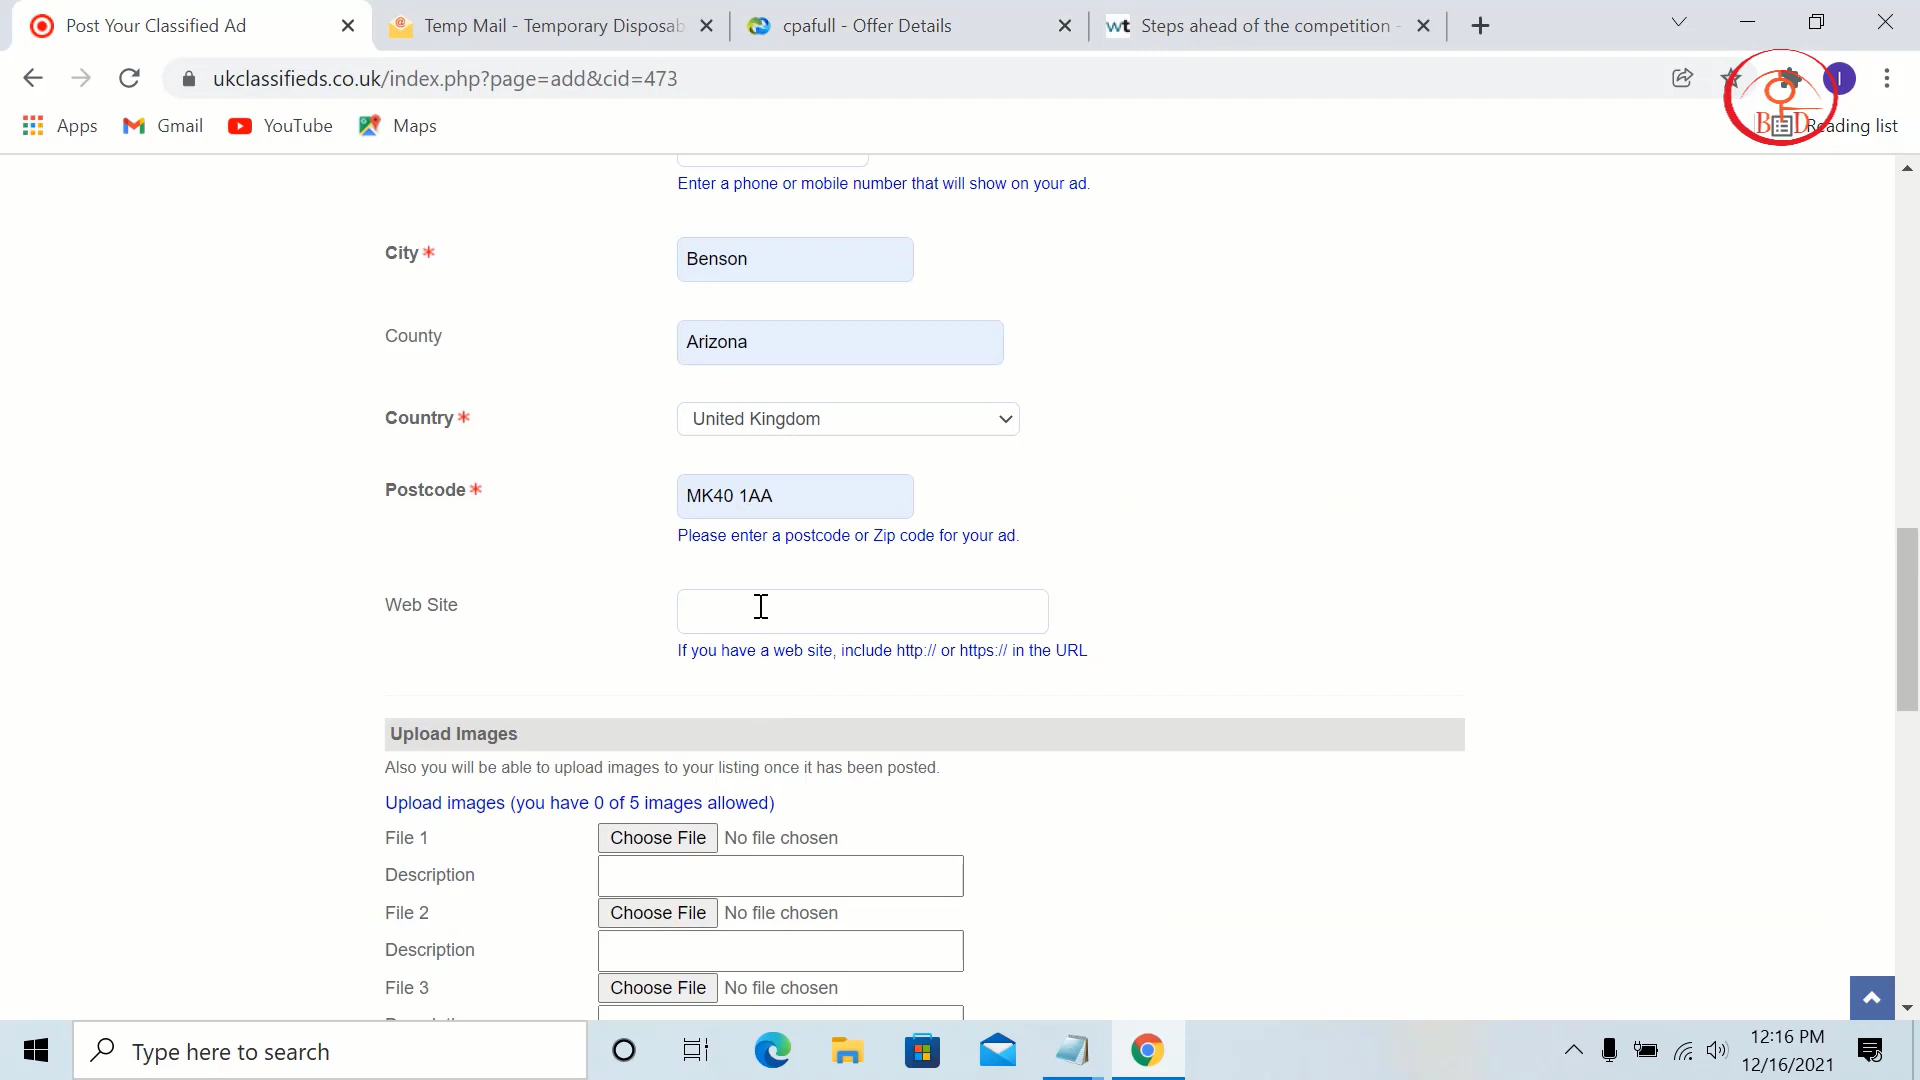 Post Your Classified Ad
Temp Mail - Temporary Disposab
cpafull - Offer Details
wt Steps ahead of the competition -
ukclassifieds.co.uk/index.php?page=add&cid=473
I
Apps
Gmail
YouTube
Maps
B D
Reading list
Enter a phone or mobile number that will show on your ad.
City *
Benson
County
Arizona
Country *
United Kingdom
Postcode *
MK40 1AA
Please enter a postcode or Zip code for your ad.
Web Site
If you have a web site, include http:// or https:// in the URL
Upload Images
Also you will be able to upload images to your listing once it has been posted.
Upload images (you have 0 of 5 images allowed)
File 1
Choose File No file chosen
Description
File 2
Choose File No file chosen
Description
File 3
Choose File No file chosen
Type here to search
12:16 PM
12/16/2021